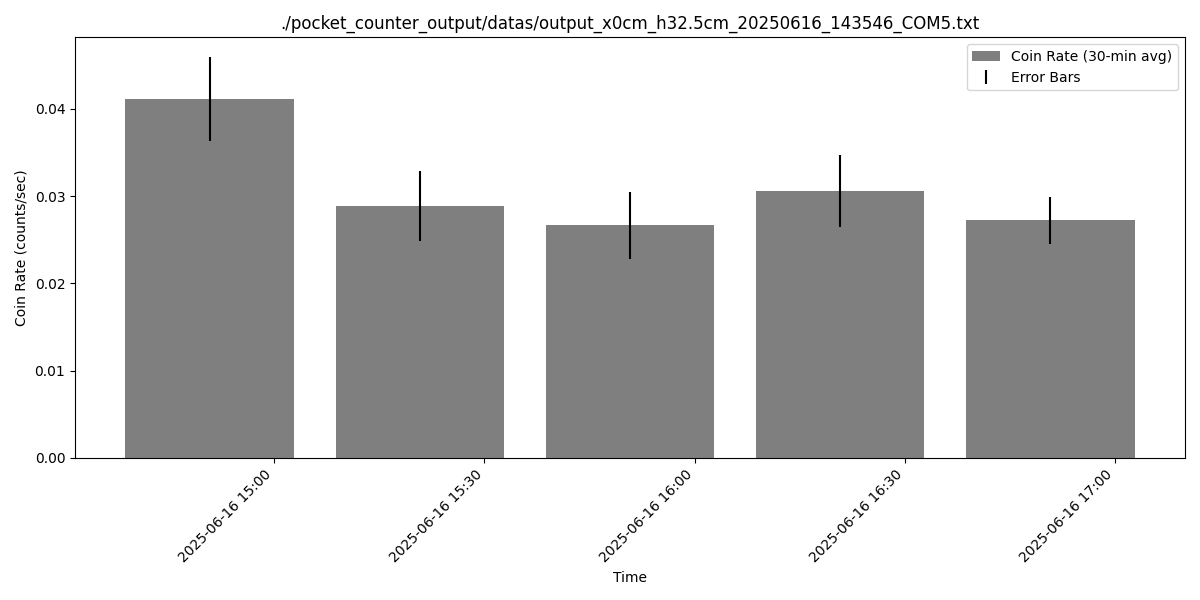 ./pocket_counter_output/datas/output_x0cm_h32.5cm_20250616_143546_COM5.txt
Coin Rate (30-min avg)
Error Bars
Coin Rate (counts/sec)
0.04
0.03
0.02
0.01
0.00
2025-06-16 15:00
2025-06-16 15:30
2025-06-16 16:00
2025-06-16 16:30
2025-06-16 17:00
Time